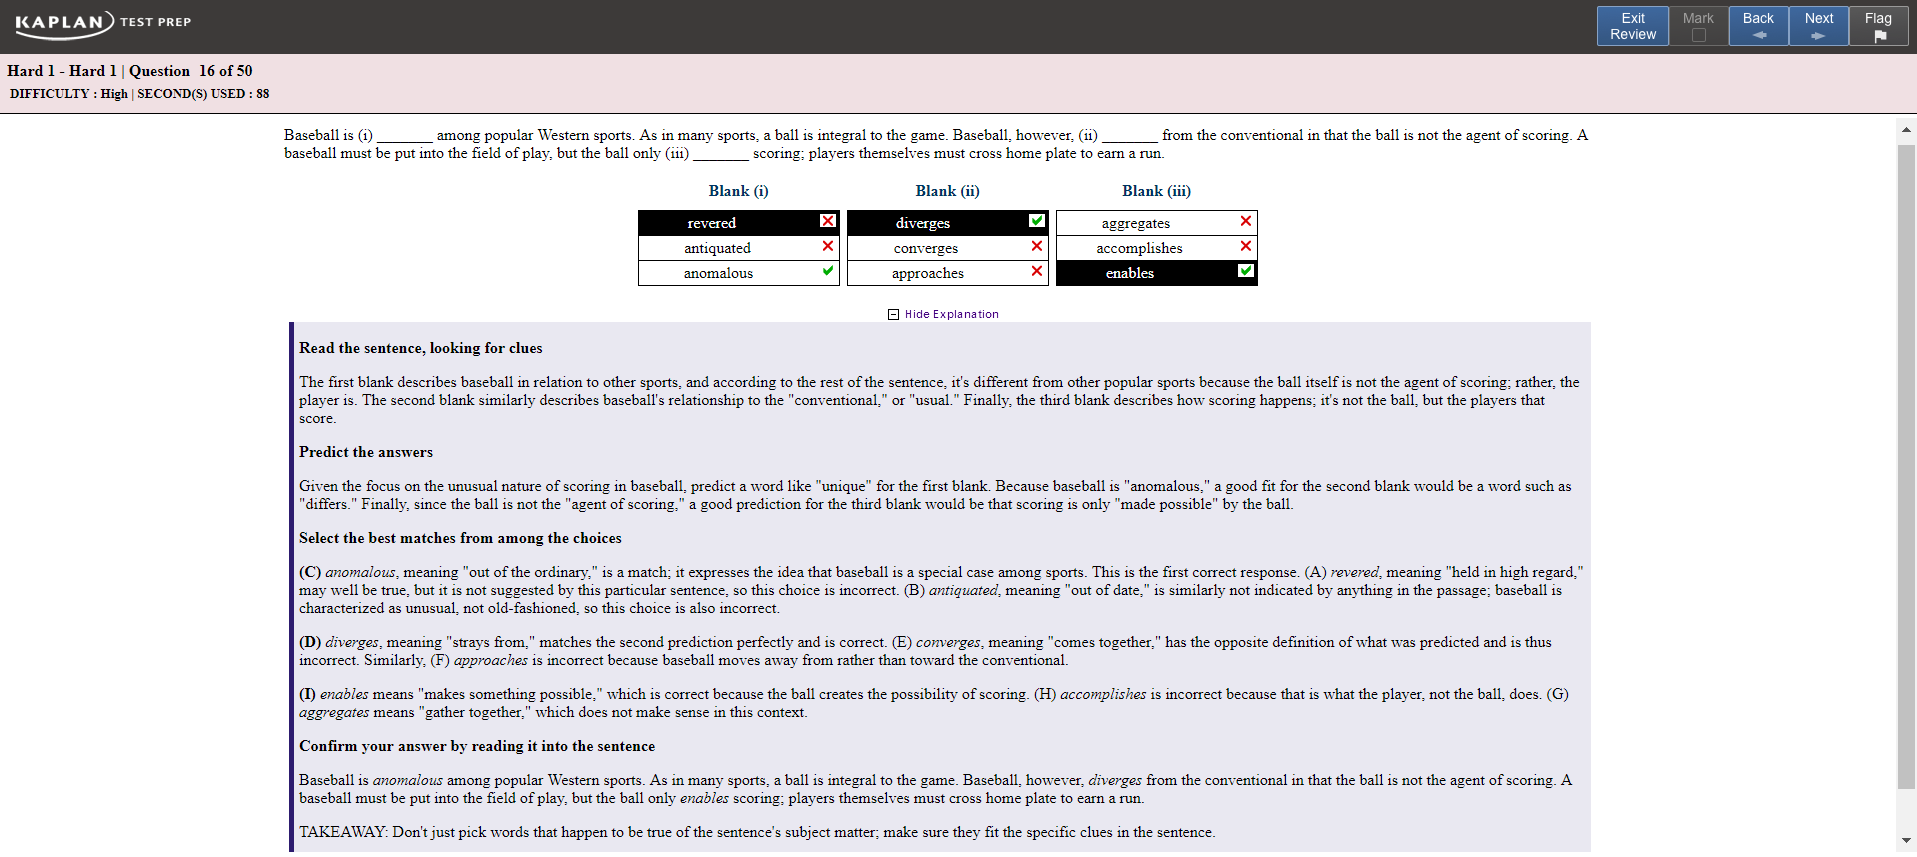 KAPLAN TEST PREP
Exit Review
Mark
Back
Next
Flag
Hard 1 - Hard 1 | Question 16 of 50
DIFFICULTY : High | SECOND(S) USED : 88
Baseball is (i) _______ among popular Western sports. As in many sports, a ball is integral to the game. Baseball, however, (ii) _______ from the conventional in that the ball is not the agent of scoring. A
baseball must be put into the field of play, but the ball only (iii) _______ scoring; players themselves must cross home plate to earn a run.
Blank (i) Blank (ii) Blank (iii)
revered diverges aggregates
antiquated converges accomplishes
anomalous approaches enables
Hide Explanation
Read the sentence, looking for clues
The first blank describes baseball in relation to other sports, and according to the rest of the sentence, it's different from other popular sports because the ball itself is not the agent of scoring; rather, the
player is. The second blank similarly describes baseball's relationship to the "conventional," or "usual." Finally, the third blank describes how scoring happens; it's not the ball, but the players that
score.
Predict the answers
Given the focus on the unusual nature of scoring in baseball, predict a word like "unique" for the first blank. Because baseball is "anomalous," a good fit for the second blank would be a word such as
"differs." Finally, since the ball is not the "agent of scoring," a good prediction for the third blank would be that scoring is only "made possible" by the ball.
Select the best matches from among the choices
(C) anomalous, meaning "out of the ordinary," is a match; it expresses the idea that baseball is a special case among sports. This is the first correct response. (A) revered, meaning "held in high regard,"
may well be true, but it is not suggested by this particular sentence, so this choice is incorrect. (B) antiquated, meaning "out of date," is similarly not indicated by anything in the passage; baseball is
characterized as unusual, not old-fashioned, so this choice is also incorrect.
(D) diverges, meaning "strays from," matches the second prediction perfectly and is correct. (E) converges, meaning "comes together," has the opposite definition of what was predicted and is thus
incorrect. Similarly, (F) approaches is incorrect because baseball moves away from rather than toward the conventional.
(I) enables means "makes something possible," which is correct because the ball creates the possibility of scoring. (H) accomplishes is incorrect because that is what the player, not the ball, does. (G)
aggregates means "gather together," which does not make sense in this context.
Confirm your answer by reading it into the sentence
Baseball is anomalous among popular Western sports. As in many sports, a ball is integral to the game. Baseball, however, diverges from the conventional in that the ball is not the agent of scoring. A
baseball must be put into the field of play, but the ball only enables scoring; players themselves must cross home plate to earn a run.
TAKEAWAY: Don't just pick words that happen to be true of the sentence's subject matter; make sure they fit the specific clues in the sentence.